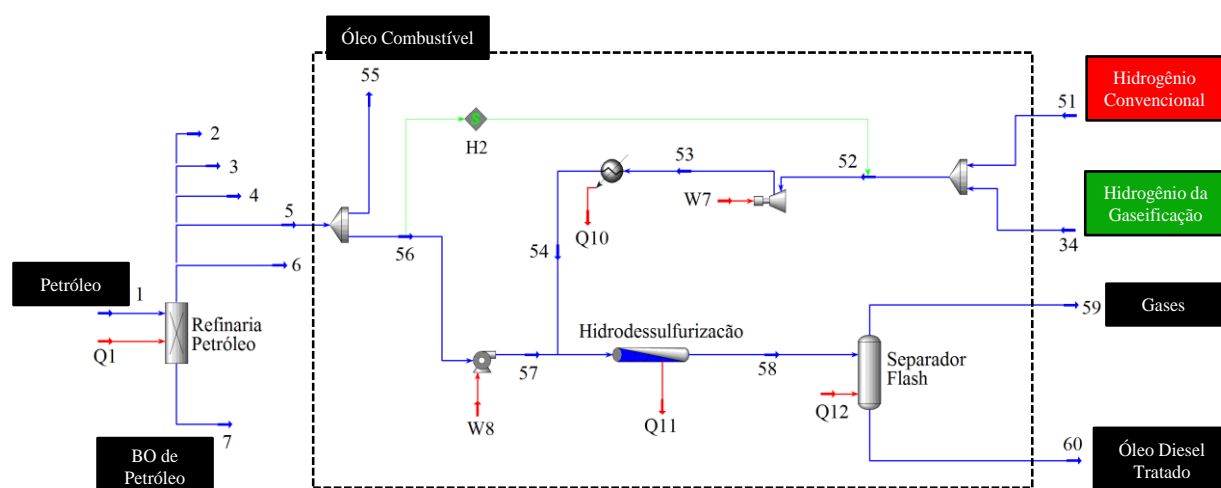 Óleo Combustível
55
Hidrogênio
Convencional
51
2
H2
3
53
52
4
W7
Hidrogênio da
Gaseificação
5
Q10
34
56
54
6
Petróleo
1
59
Gases
Refinaria
Petróleo
Hidrodessulfurização
Q1
57
58
Separador
Flash
W8
Q11
Q12
7
60
BO de
Petróleo
Óleo Diesel
Tratado